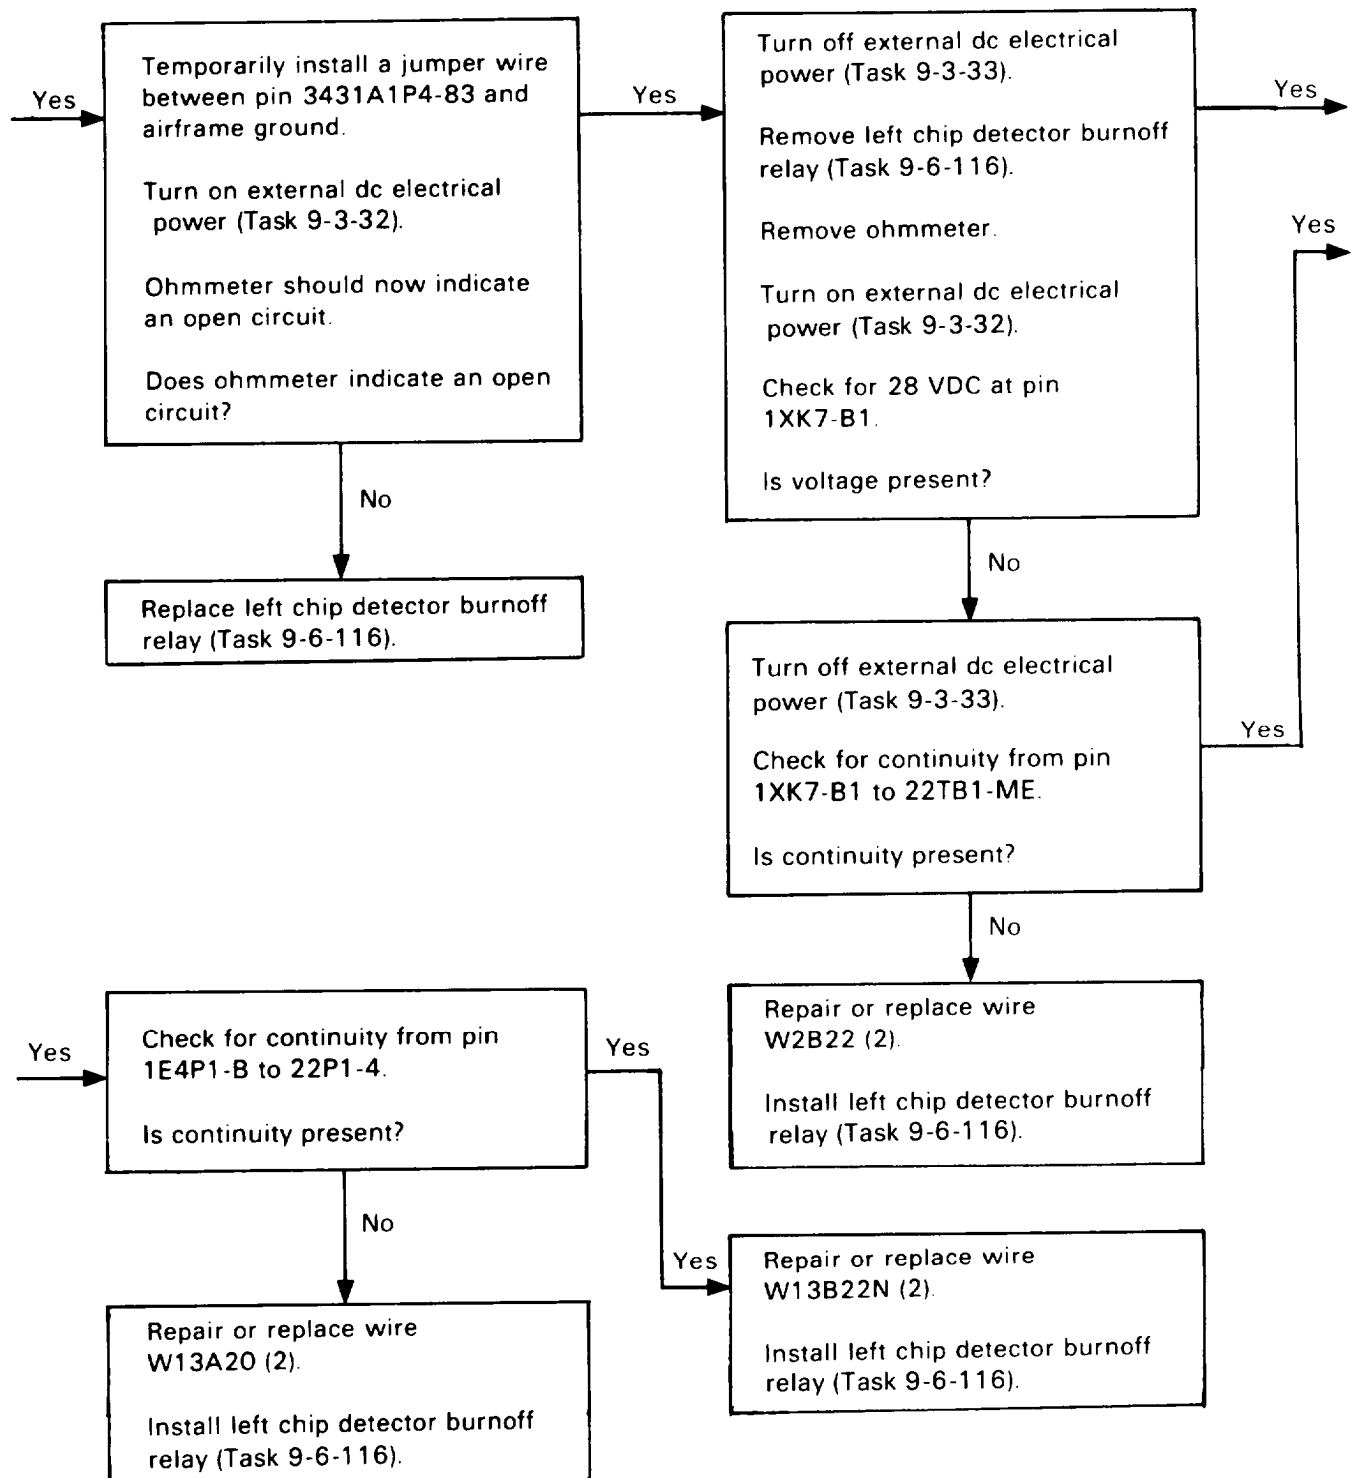 Yes
Temporarily install a jumper wire
between pin 3431A1P4-83 and
airframe ground.
Turn on external dc electrical
power (Task 9-3-32).
Ohmmeter should now indicate
an open circuit.
Does ohmmeter indicate an open
circuit?
Yes
No
Replace left chip detector burnoff
relay (Task 9-6-116).
Turn off external dc electrical
power (Task 9-3-33).
Remove left chip detector burnoff
relay (Task 9-6-116).
Remove ohmmeter.
Turn on external dc electrical
power (Task 9-3-32).
Check for 28 VDC at pin
1XK7-B1.
Is voltage present?
Yes
Yes
No
Turn off external dc electrical
power (Task 9-3-33).
Check for continuity from pin
1XK7-B1 to 22TB1-ME.
Is continuity present?
Yes
No
Repair or replace wire
W2B22 (2).
Install left chip detector burnoff
relay (Task 9-6-116).
Yes
Check for continuity from pin
1E4P1-B to 22P1-4.
Is continuity present?
Yes
No
Repair or replace wire
W13A20 (2).
Install left chip detector burnoff
relay (Task 9-6-116).
Yes
Repair or replace wire
W13B22N (2).
Install left chip detector burnoff
relay (Task 9-6-116).